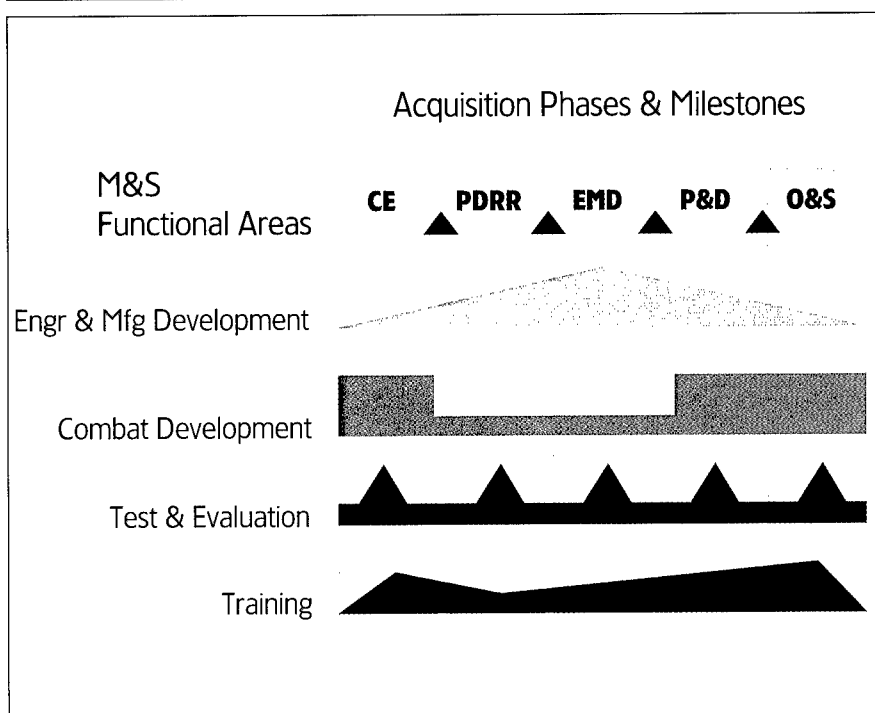 Acquisition Phases & Milestones
M&S
Functional Areas
CE PDRR EMD P&D O&S
Engr & Mfg Development
Combat Development
Test & Evaluation
Training